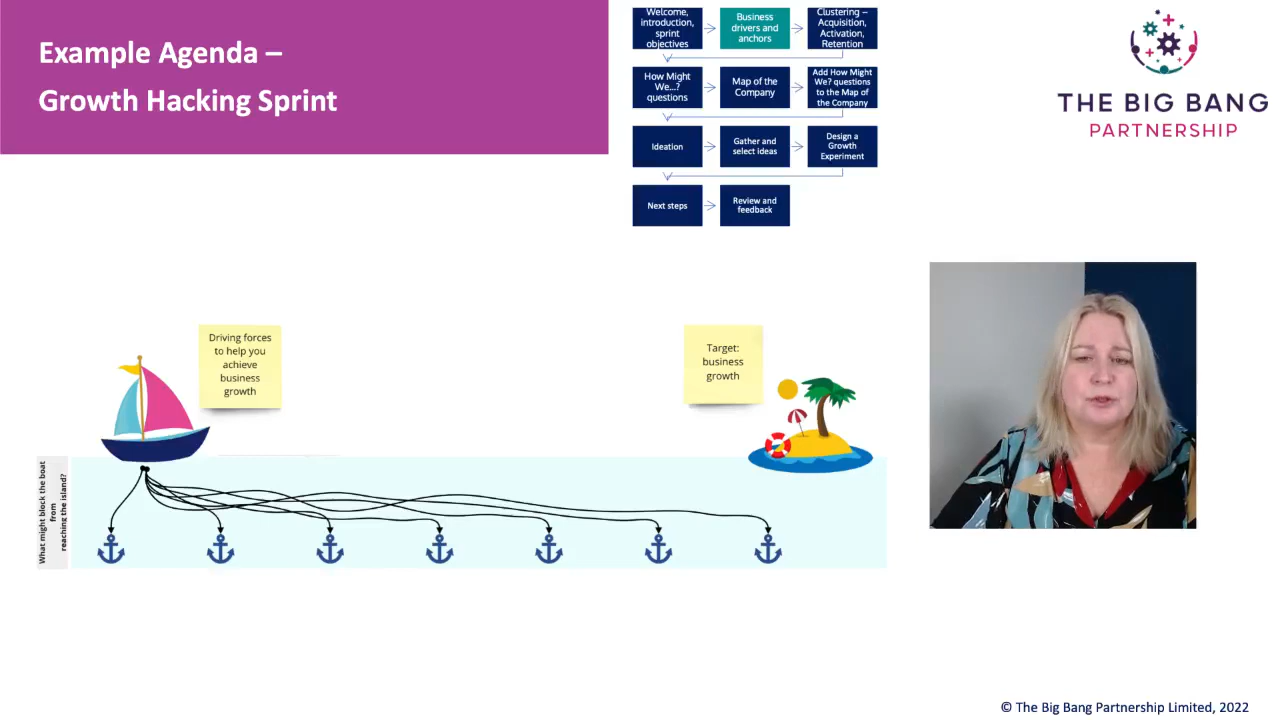 Example Agenda –
Growth Hacking Sprint
Welcome,
introduction,
sprint
objectives
Business
drivers and
anchors
Clustering –
Acquisition,
Activation,
Retention
How Might
We...?
questions
Map of the
Company
Add How Might
We? questions
to the Map of
the Company
Ideation
Gather and
select ideas
Design a
Growth
Experiment
Next steps
Review and
feedback
THE BIG BANG
PARTNERSHIP
Driving forces
to help you
achieve
business
growth
Target:
business
growth
What might block the boat
from
reaching the island?
© The Big Bang Partnership Limited, 2022